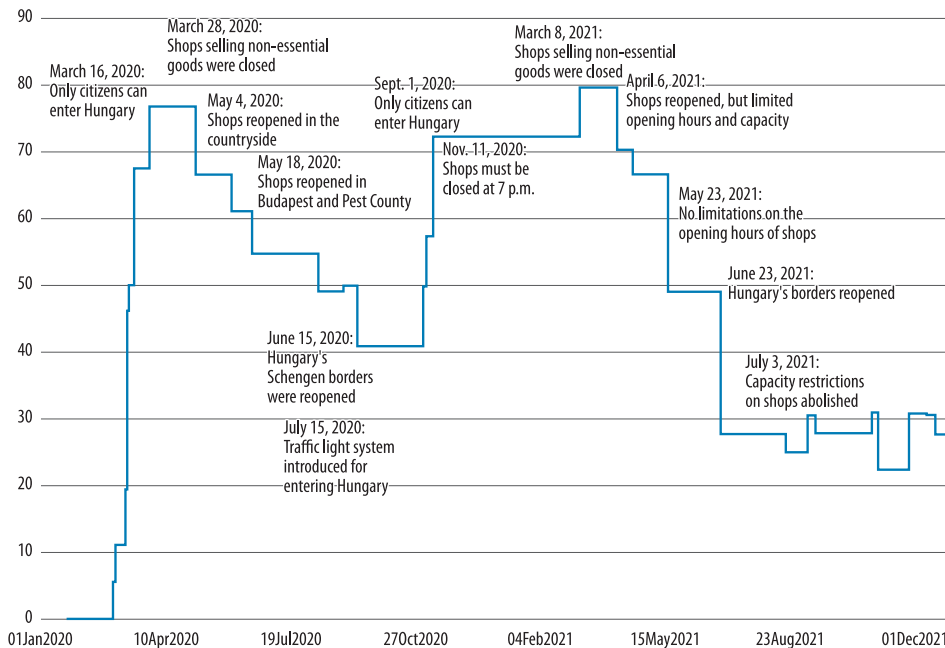 90
80
70
60
50
40
30
20
10
0
March 16, 2020:
Only citizens can
enter Hungary
March 28, 2020:
Shops selling non-essential
goods were closed
May 4, 2020:
Shops reopened in the
countryside
May 18, 2020:
Shops reopened in
Budapest and Pest County
June 15, 2020:
Hungary's
Schengen borders
were reopened
July 15, 2020:
Traffic light system
introduced for
entering Hungary
Sept. 1, 2020:
Only citizens can
enter Hungary
Nov. 11, 2020:
Shops must be
closed at 7 p.m.
March 8, 2021:
Shops selling non-essential
goods were closed
April 6, 2021:
Shops reopened, but limited
opening hours and capacity
May 23, 2021:
No limitations on the
opening hours of shops
June 23, 2021:
Hungary's borders reopened
July 3, 2021:
Capacity restrictions
on shops abolished
01Jan2020 10Apr2020 19Jul2020 27Oct2020 04Feb2021 15May2021 23Aug2021 01Dec2021